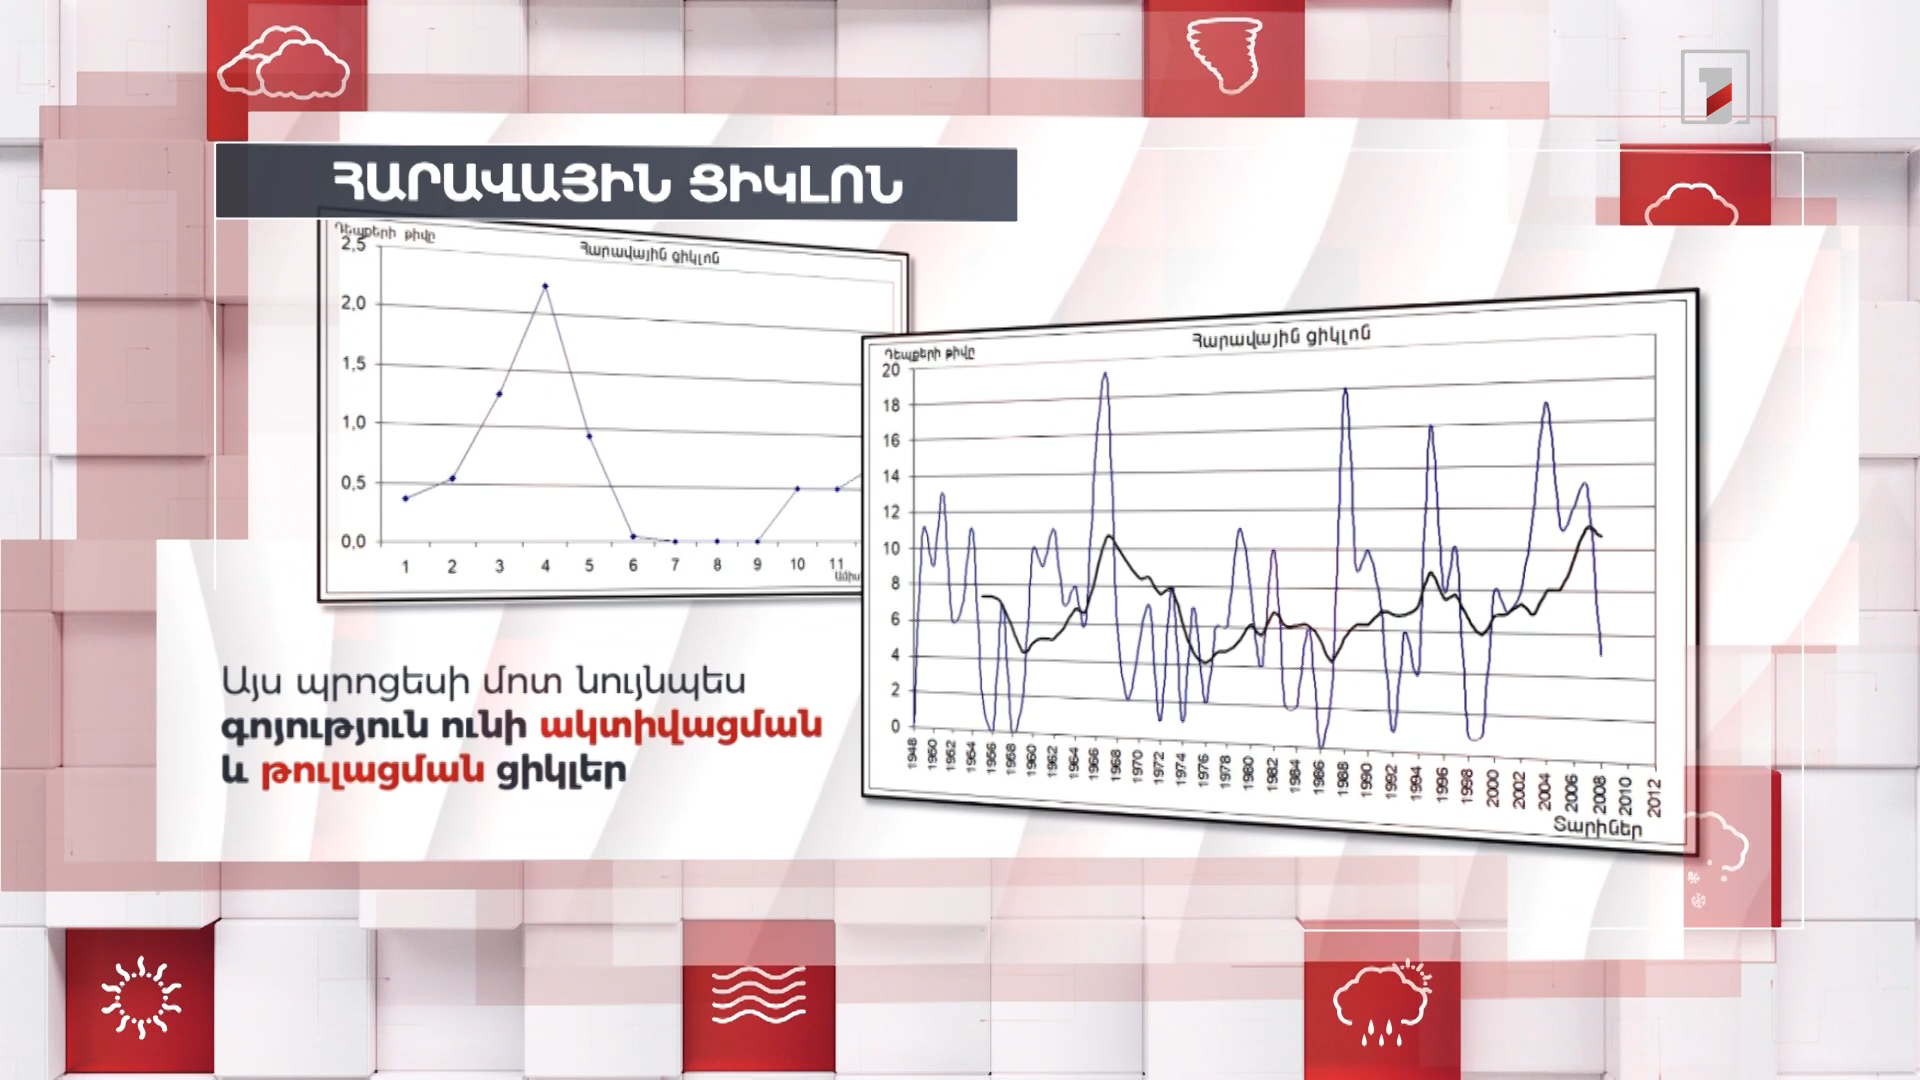 ՀԱՐԱՎԱՅԻՆ ՑԻԿԼՈՆ
Դեպքերի թիվը
Հարավային ցիկլոն
2,5
2,0
1,5
1,0
0,5
0,0
1 2 3 4 5 6 7 8 9 10 11
Դեպքերի թիվը
Հարավային ցիկլոն
20
18
16
14
12
10
8
6
4
2
0
1948 1950 1952 1954 1956 1958 1960 1962 1964 1966 1968 1970 1972 1974 1976 1978 1980 1982 1984 1986 1988 1990 1992 1994 1996 1998 2000 2002 2004 2006 2008 2010 2012
Տարիներ
Այս պրոցեսի մոտ նույնպես
գոյություն ունի ակտիվացման
և թուլացման ցիկլեր